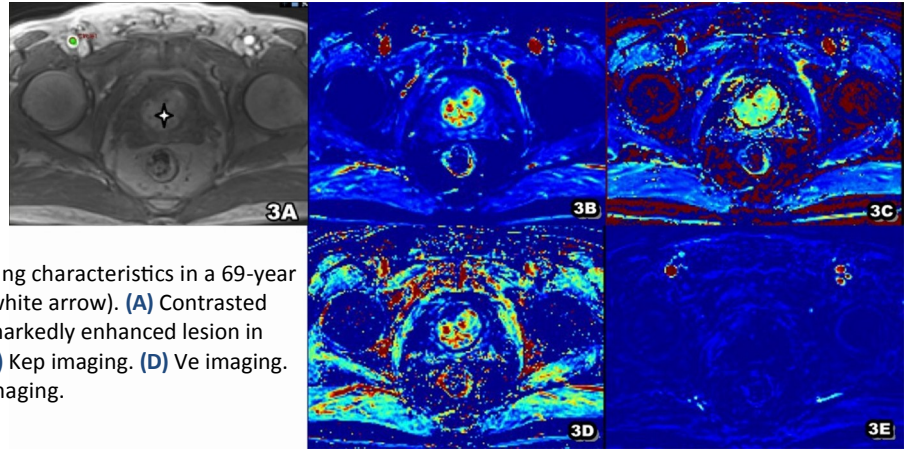 3A
3B
3C
ng characteristics in a 69-year
white arrow). (A) Contrasted
markedly enhanced lesion in
) Kep imaging. (D) Ve imaging.
maging.
3D
3E